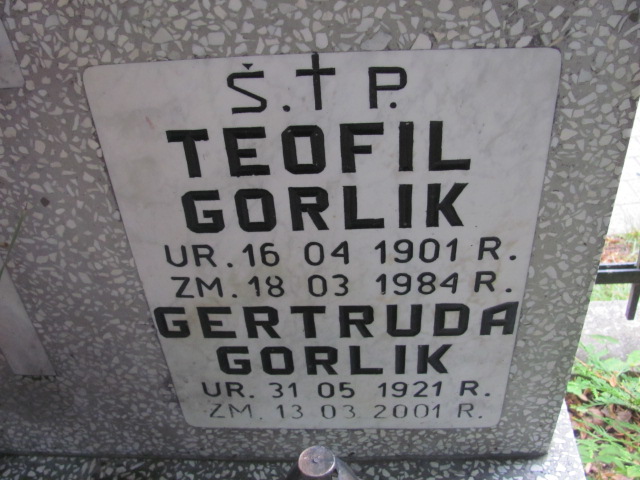 Ś. † P.
TEOFIL
GORLIK
UR. 16 04 1901 R.
ZM. 18 03 1984 R.
GERTRUDA
GORLIK
UR. 31 05 1921 R.
ZM. 13 03 2001 R.